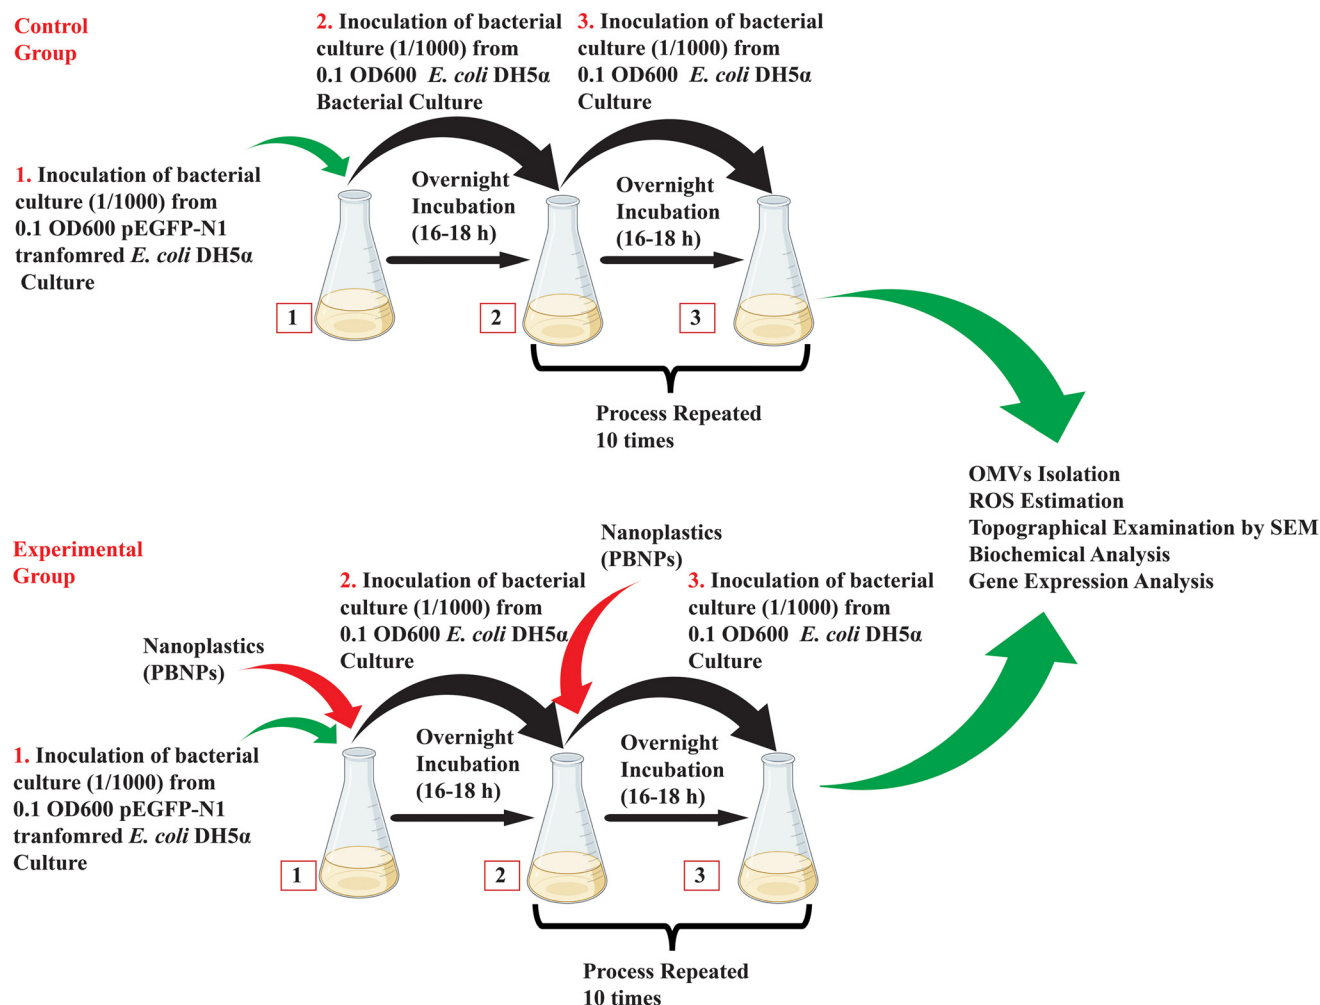 Control
Group
2. Inoculation of bacterial
culture (1/1000) from
0.1 OD600 E. coli DH5α
Bacterial Culture
3. Inoculation of bacterial
culture (1/1000) from
0.1 OD600 E. coli DH5α
Culture
1. Inoculation of bacterial
culture (1/1000) from
0.1 OD600 pEGFP-N1
tranfomred E. coli DH5α
Culture
Overnight
Incubation
(16-18 h)
Overnight
Incubation
(16-18 h)
1
2
3
Process Repeated
10 times
OMVs Isolation
ROS Estimation
Topographical Examination by SEM
Biochemical Analysis
Gene Expression Analysis
Experimental
Group
Nanoplastics
(PBNPs)
2. Inoculation of bacterial
culture (1/1000) from
0.1 OD600 E. coli DH5α
Culture
Nanoplastics
(PBNPs)
3. Inoculation of bacterial
culture (1/1000) from
0.1 OD600 E. coli DH5α
Culture
1. Inoculation of bacterial
culture (1/1000) from
0.1 OD600 pEGFP-N1
tranfomred E. coli DH5α
Culture
Overnight
Incubation
(16-18 h)
Overnight
Incubation
(16-18 h)
1
2
3
Process Repeated
10 times